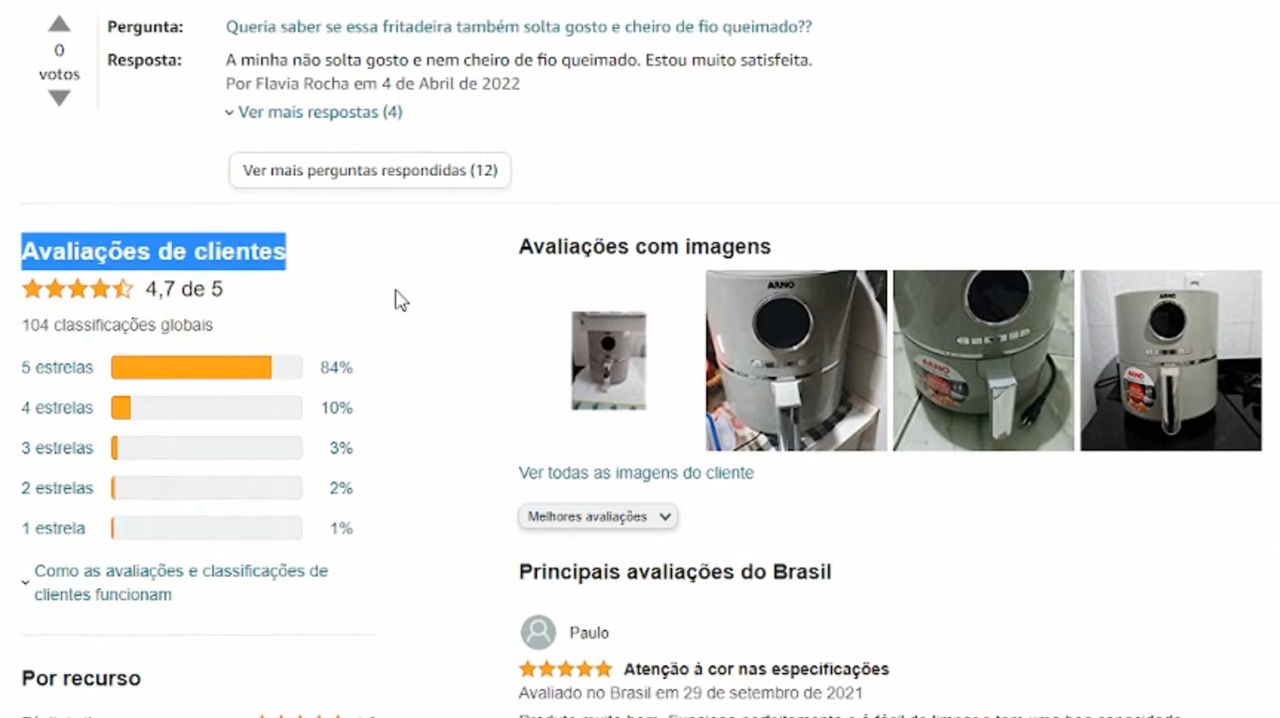 Pergunta: Queria saber se essa fritadeira também solta gosto e cheiro de fio queimado??
0
votos
Resposta: A minha não solta gosto e nem cheiro de fio queimado. Estou muito satisfeita.
Por Flavia Rocha em 4 de Abril de 2022
Ver mais respostas (4)
Ver mais perguntas respondidas (12)
Avaliações de clientes
4,7 de 5
104 classificações globais
5 estrelas 84%
4 estrelas 10%
3 estrelas 3%
2 estrelas 2%
1 estrela 1%
Como as avaliações e classificações de
clientes funcionam
Por recurso
Avaliações com imagens
ARNO
ARNO
ARNO
ARNO
Ver todas as imagens do cliente
Melhores avaliações
Principais avaliações do Brasil
Paulo
Atenção à cor nas especificações
Avaliado no Brasil em 29 de setembro de 2021